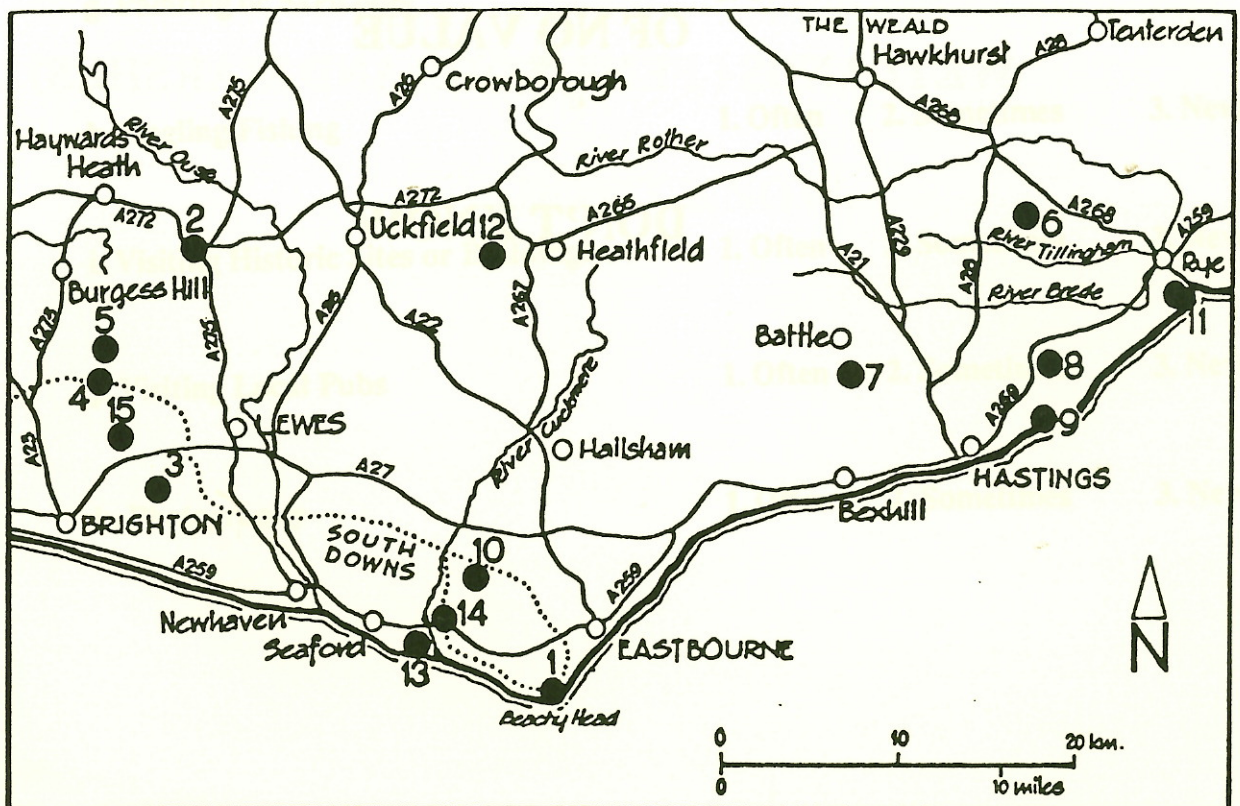 THE WEALD
Tenterden
Hawkhurst
A28
Crowborough
A26
A275
A268
River Ouse
Haywards
Heath
River Rother
A272
A272
A265
2
Uckfield
12
Heathfield
6
A268
A259
River Tillingham
Rye
A21
A229
A28
River Brede
Burgess Hill
A273
A275
A26
A22
A267
11
5
Battle
4
7
8
15
River Cuckmere
A259
9
LEWES
A23
Hailsham
HASTINGS
3
A27
Bexhill
BRIGHTON
SOUTH
DOWNS
10
A259
A259
14
Newhaven
Seaford
EASTBOURNE
N
13
1
Beachy Head
0 10 20 km.
0 10 miles